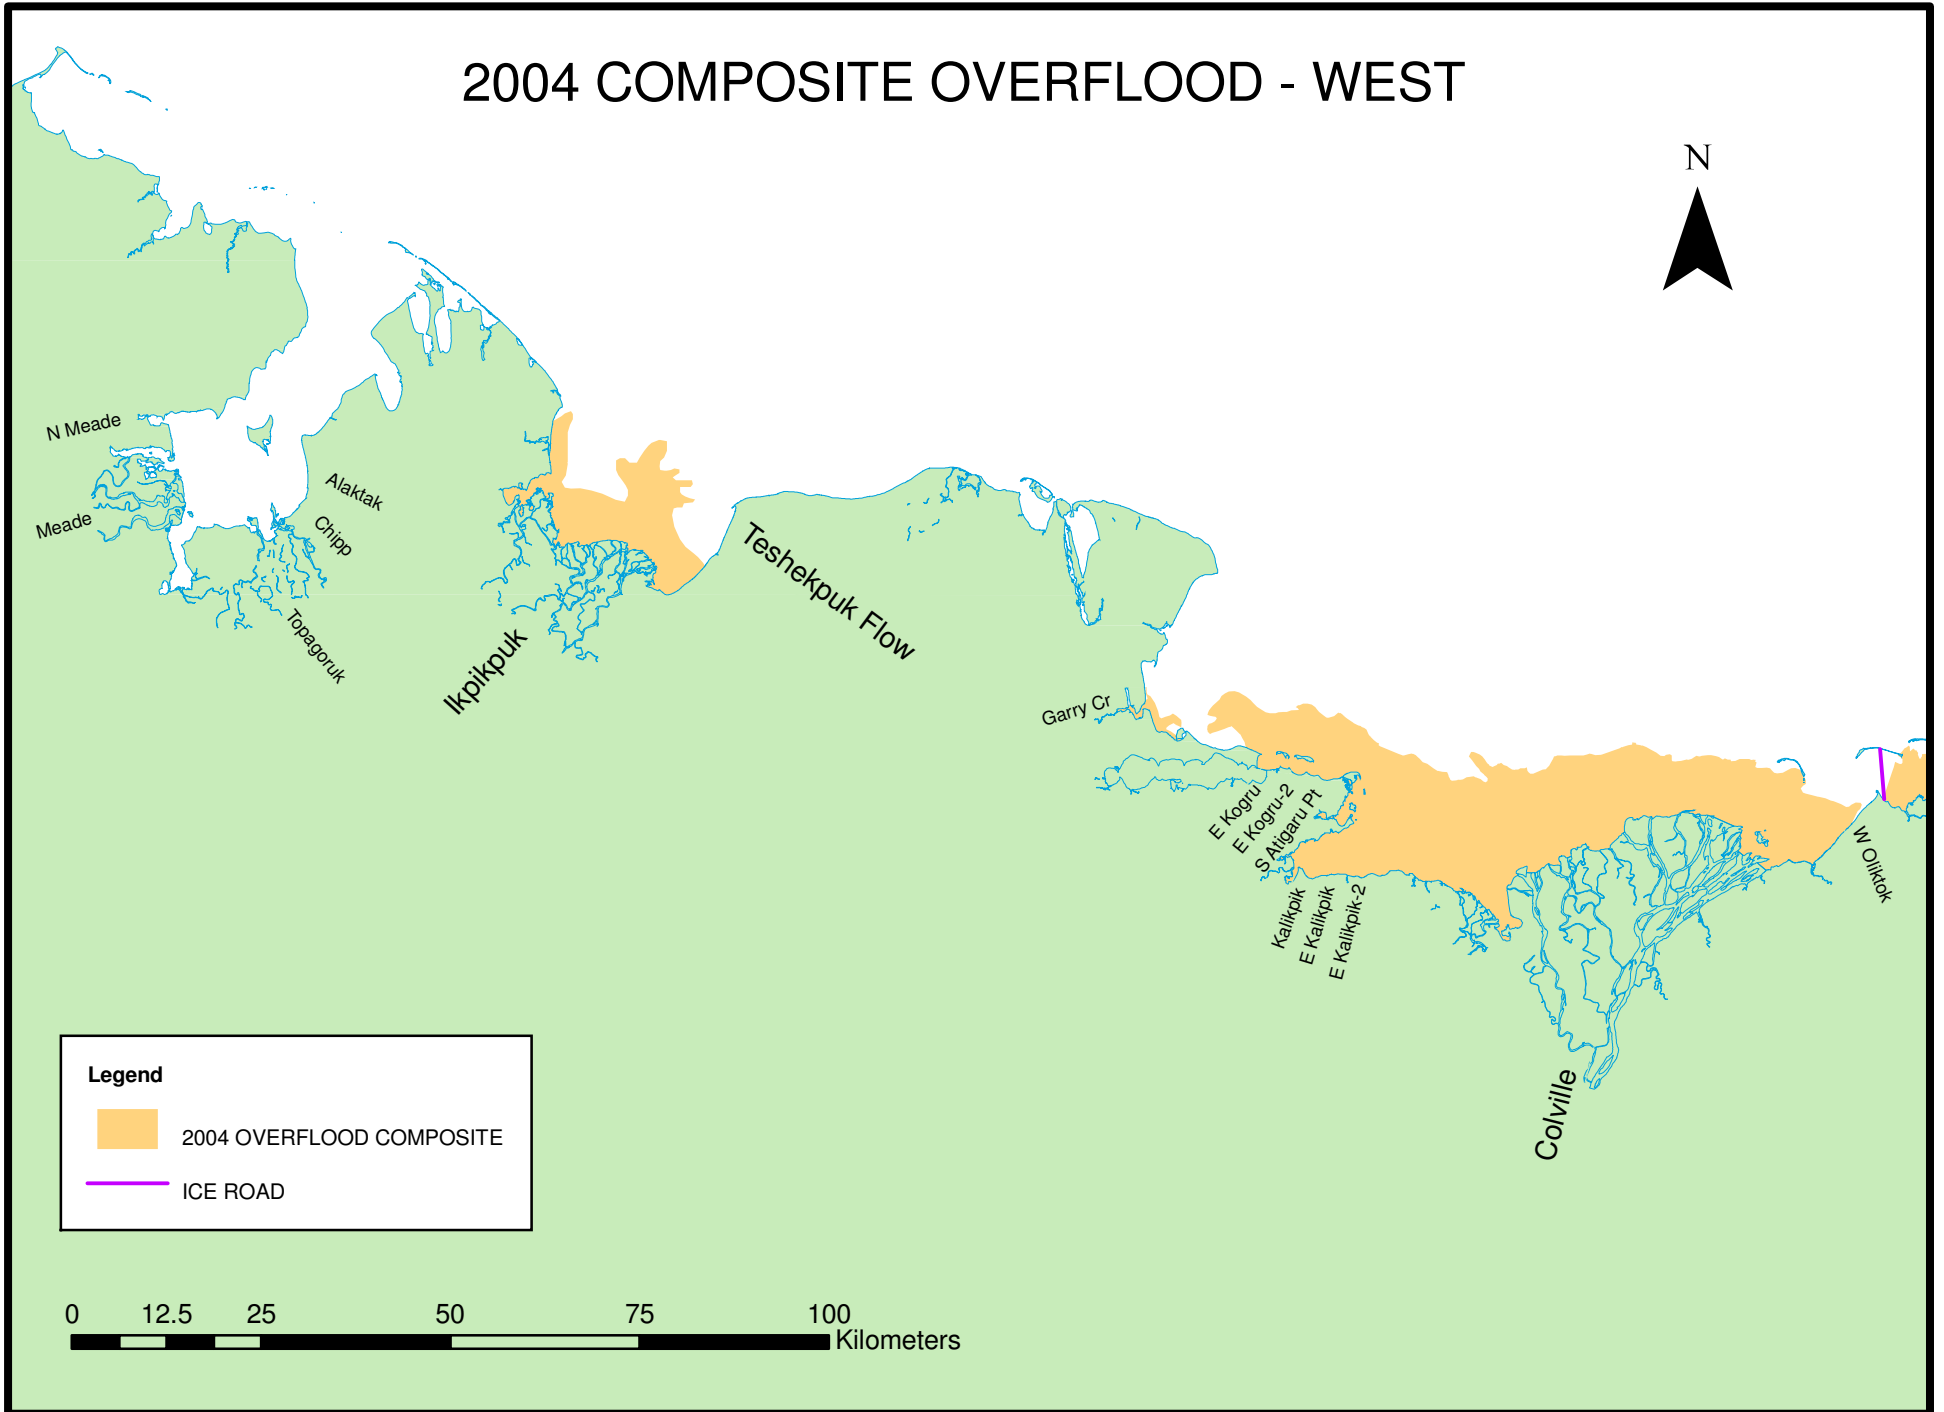 2004 COMPOSITE OVERFLOOD - WEST
N
N Meade
Meade
Alaktak
Chipp
Topagoruk
Ikpikpuk
Teshekpuk Flow
Garry Cr
E Kogru
E Kogru-2
S Atigaru Pt
Kalikpik
E Kalikpik
E Kalikpik-2
W Oliktok
Colville
Legend
2004 OVERFLOOD COMPOSITE
ICE ROAD
0 12.5 25 50 75 100
Kilometers